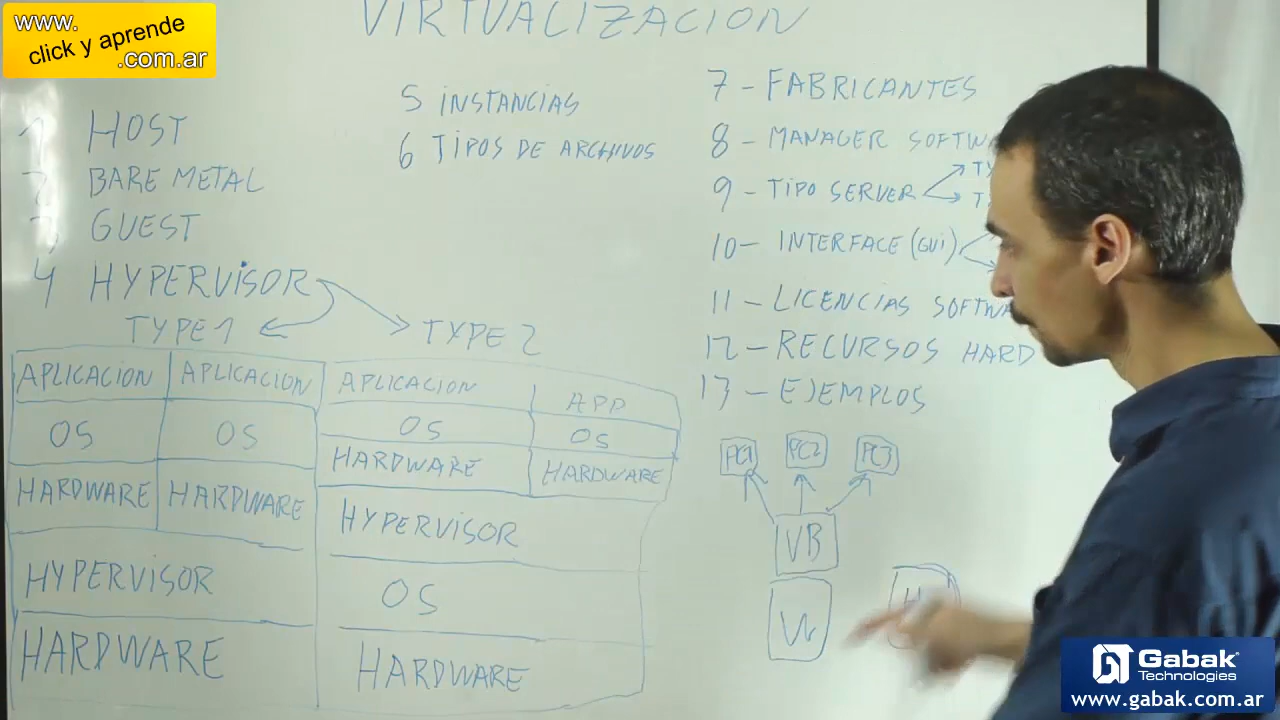 www.
click y aprende
.com.ar
VIRTUALIZACION
1 HOST
2 BARE METAL
3 GUEST
4 HYPERVISOR
TYPE 1
TYPE 2
5 INSTANCIAS
6 TIPOS DE ARCHIVOS
7 - FABRICANTES
8 - MANAGER
9 - TIPO SERVER
10 - INTERFACE (GUI)
11 - LICENCIAS
12 - RECURSOS HARD
13 - EJEMPLOS
APLICACION APLICACION
OS OS
HARDWARE HARDWARE
HYPERVISOR
HARDWARE
APLICACION APP
OS OS
HARDWARE HARDWARE
HYPERVISOR
OS
HARDWARE
PC1 PC2 PC3
VB
Gabak
Technologies
www.gabak.com.ar